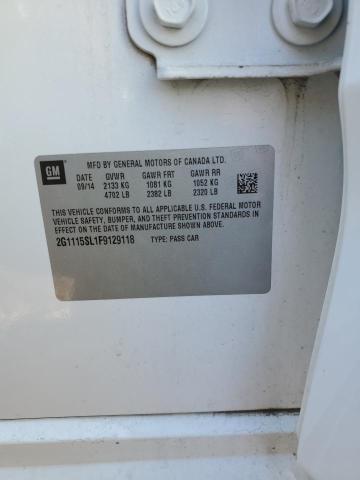 GM
MFD BY GENERAL MOTORS OF CANADA LTD.
DATE GVWR GAWR FRT GAWR RR
09/14 2133 KG 1081 KG 1052 KG
4702 LB 2382 LB 2320 LB
THIS VEHICLE CONFORMS TO ALL APPLICABLE U.S. FEDERAL MOTOR
VEHICLE SAFETY, BUMPER, AND THEFT PREVENTION STANDARDS IN
EFFECT ON THE DATE OF MANUFACTURE SHOWN ABOVE.
2G1115SL1F9129118 TYPE: PASS CAR